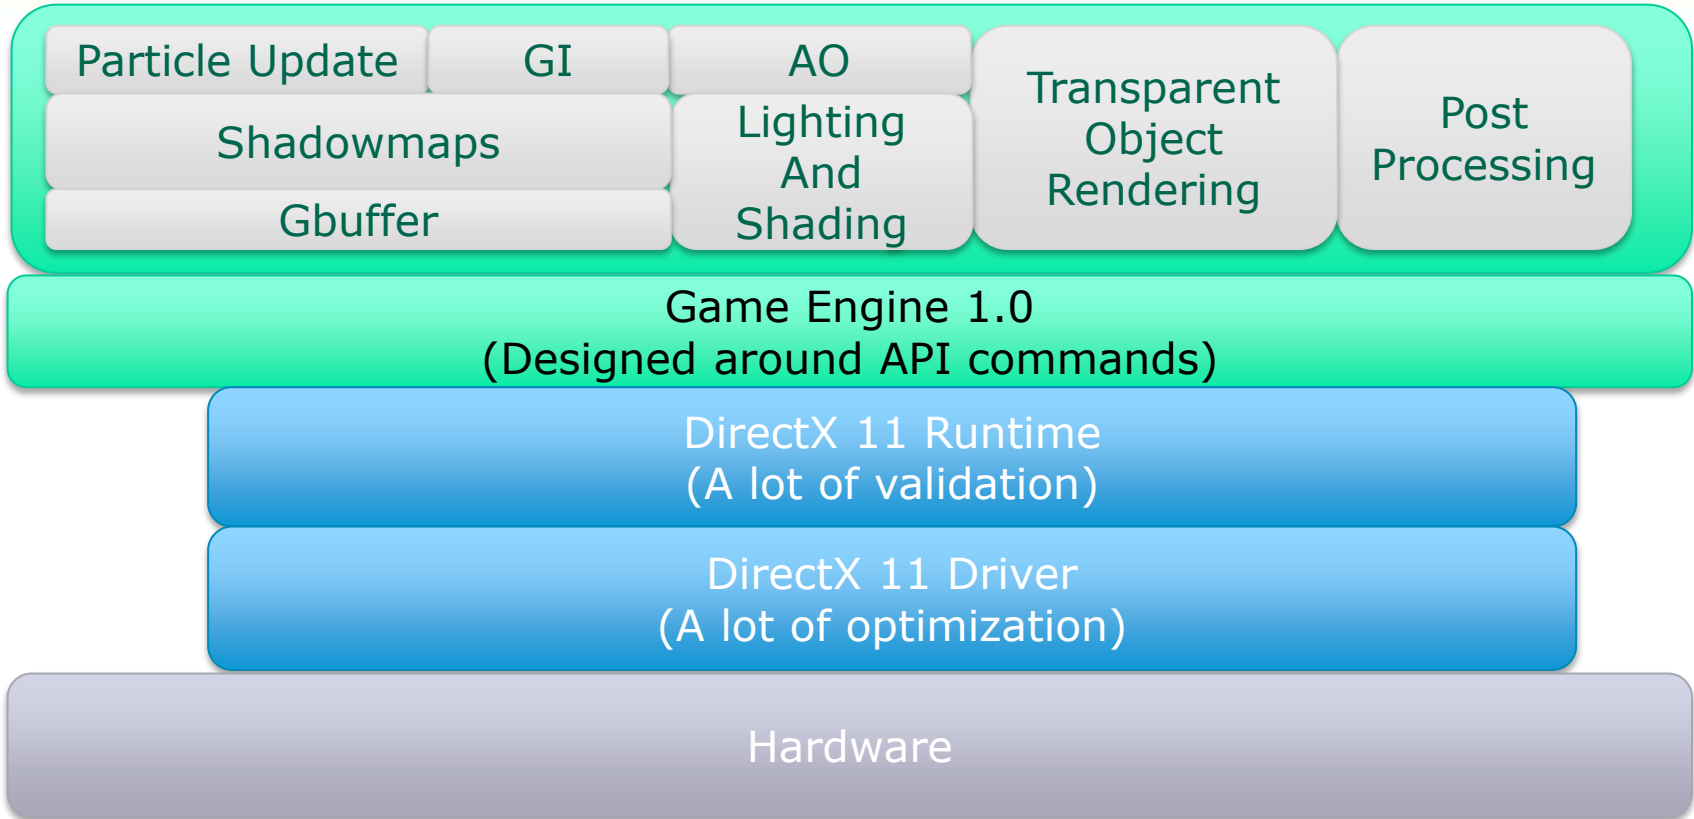 Particle Update
GI
AO
Transparent
Object
Rendering
Post
Processing
Shadowmaps
Lighting
And
Shading
Gbuffer
Game Engine 1.0
(Designed around API commands)
DirectX 11 Runtime
(A lot of validation)
DirectX 11 Driver
(A lot of optimization)
Hardware